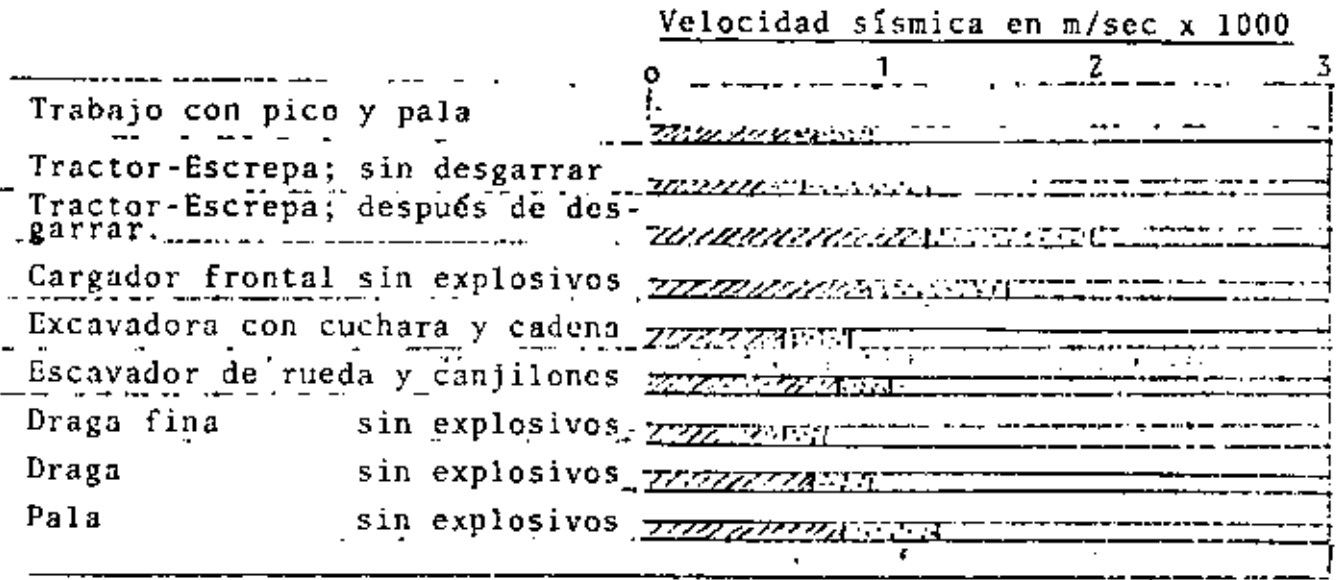 Velocidad sísmica en m/sec x 1000
0 1 2 3
Trabajo con pico y pala
Tractor-Escrepa; sin desgarrar
Tractor-Escrepa; después de des-
garrar.
Cargador frontal sin explosivos
Excavadora con cuchara y cadena
Escavador de rueda y canjilones
Draga fina sin explosivos
Draga sin explosivos
Pala sin explosivos